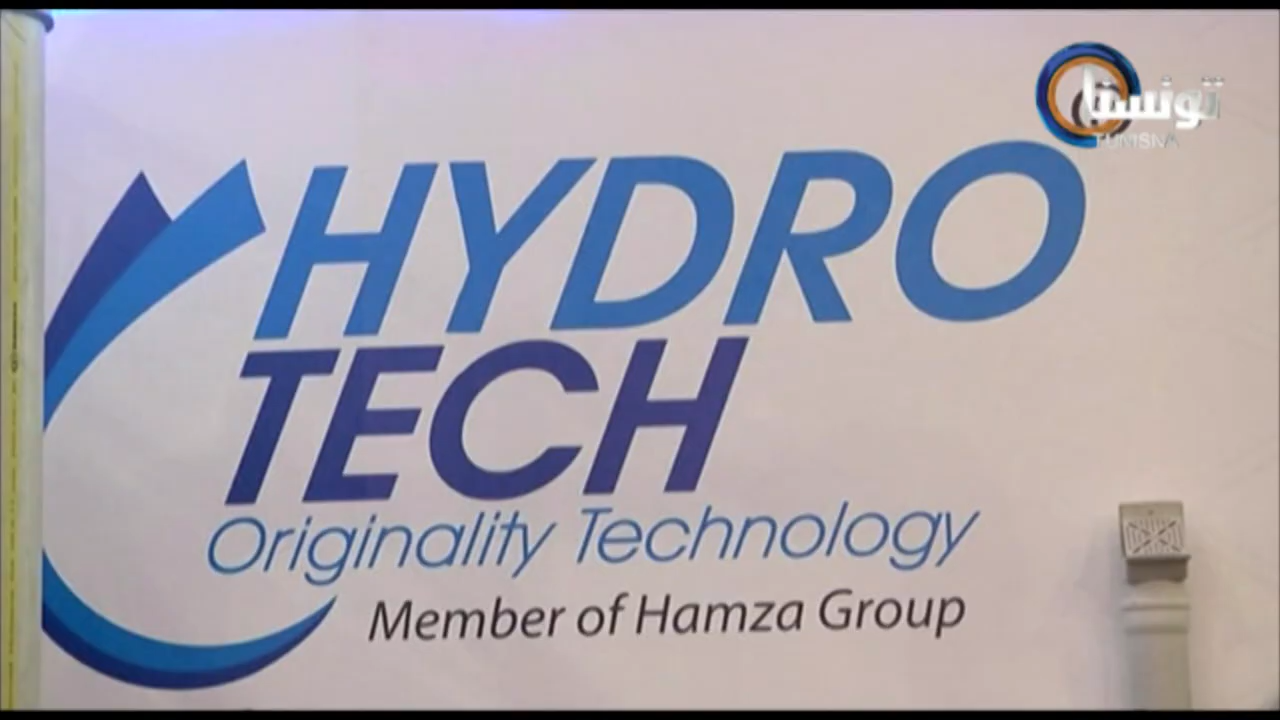 تونسنا
TUNISNA
HYDRO
TECH
Originality Technology
Member of Hamza Group